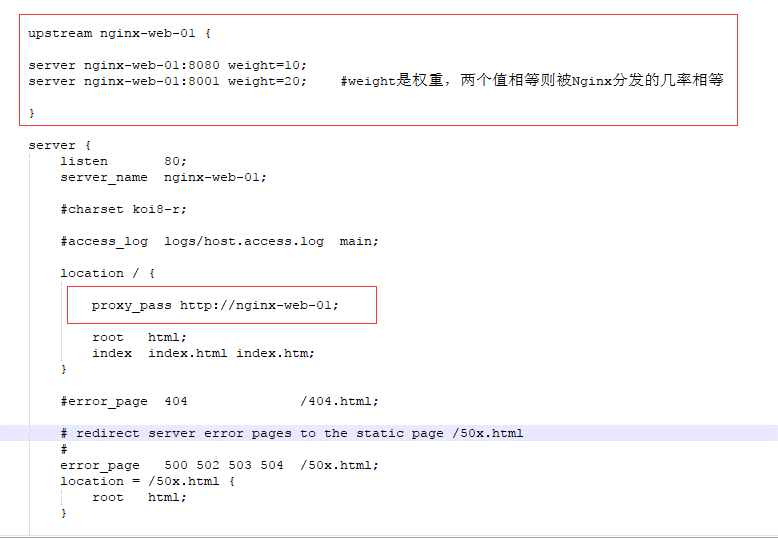 upstream nginx-web-01 {
server nginx-web-01:8080 weight=10;
server nginx-web-01:8001 weight=20;    #weight是权重，两个值相等则被Nginx分发的几率相等
}
server {
    listen       80;
    server_name  nginx-web-01;
    #charset koi8-r;
    #access_log  logs/host.access.log  main;
    location / {
        proxy_pass http://nginx-web-01;
        root   html;
        index  index.html index.htm;
    }
    #error_page  404              /404.html;
    # redirect server error pages to the static page /50x.html
    #
    error_page   500 502 503 504  /50x.html;
    location = /50x.html {
        root   html;
    }